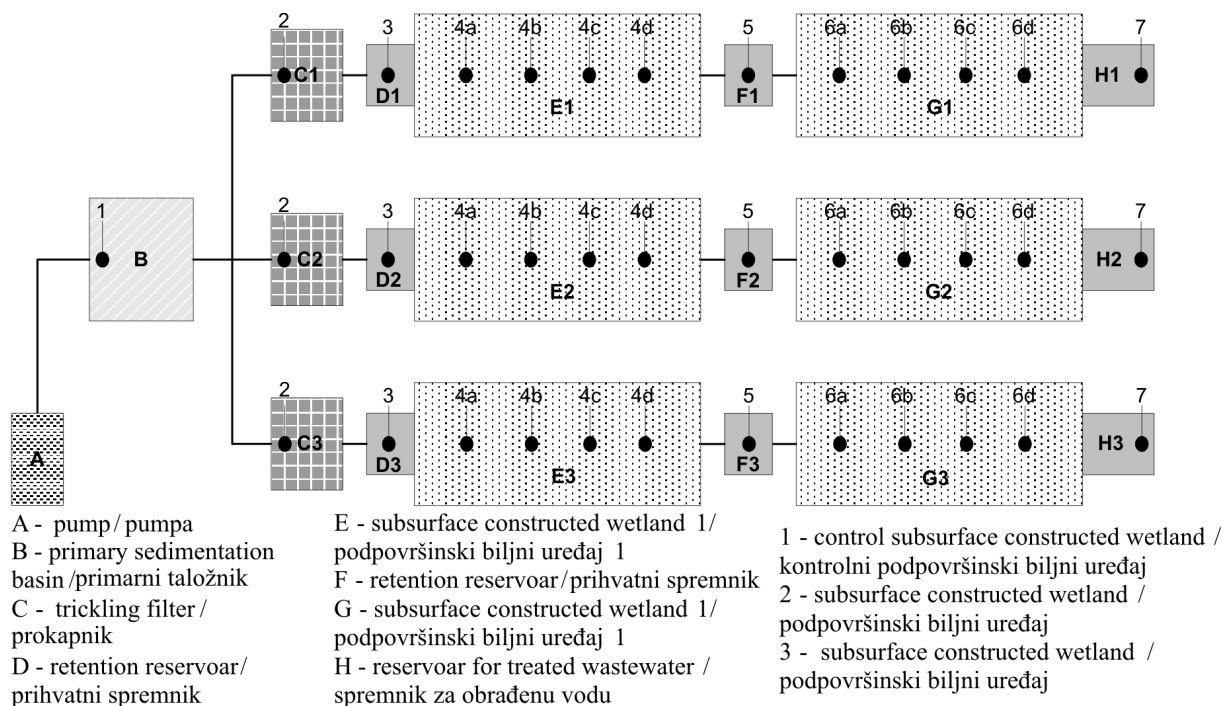 2 3 4a 4b 4c 4d 5 6a 6b 6c 6d 7
C1 D1 E1 F1 G1 H1
1 2 3 4a 4b 4c 4d 5 6a 6b 6c 6d 7
B C2 D2 E2 F2 G2 H2
2 3 4a 4b 4c 4d 5 6a 6b 6c 6d 7
A C3 D3 E3 F3 G3 H3
A - pump / pumpa
B - primary sedimentation
basin /primarni taložnik
C - trickling filter /
prokapnik
D - retention reservoar/
prihvatni spremnik
E - subsurface constructed wetland 1/
podpovršinski biljni uređaj 1
F - retention reservoar/prihvatni spremnik
G - subsurface constructed wetland 1/
podpovršinski biljni uređaj 1
H - reservoar for treated wastewater /
spremnik za obrađenu vodu
1 - control subsurface constructed wetland /
kontrolni podpovršinski biljni uređaj
2 - subsurface constructed wetland /
podpovršinski biljni uređaj
3 - subsurface constructed wetland /
podpovršinski biljni uređaj